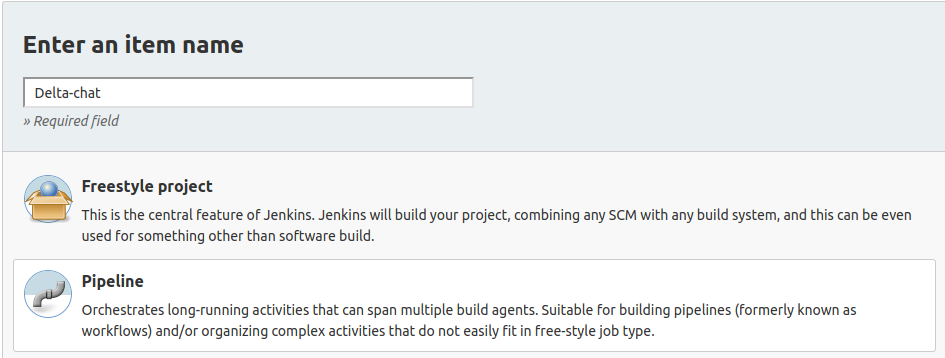 Enter an item name
Delta-chat
» Required field
Freestyle project
This is the central feature of Jenkins. Jenkins will build your project, combining any SCM with any build system, and this can be even
used for something other than software build.
Pipeline
Orchestrates long-running activities that can span multiple build agents. Suitable for building pipelines (formerly known as
workflows) and/or organizing complex activities that do not easily fit in free-style job type.